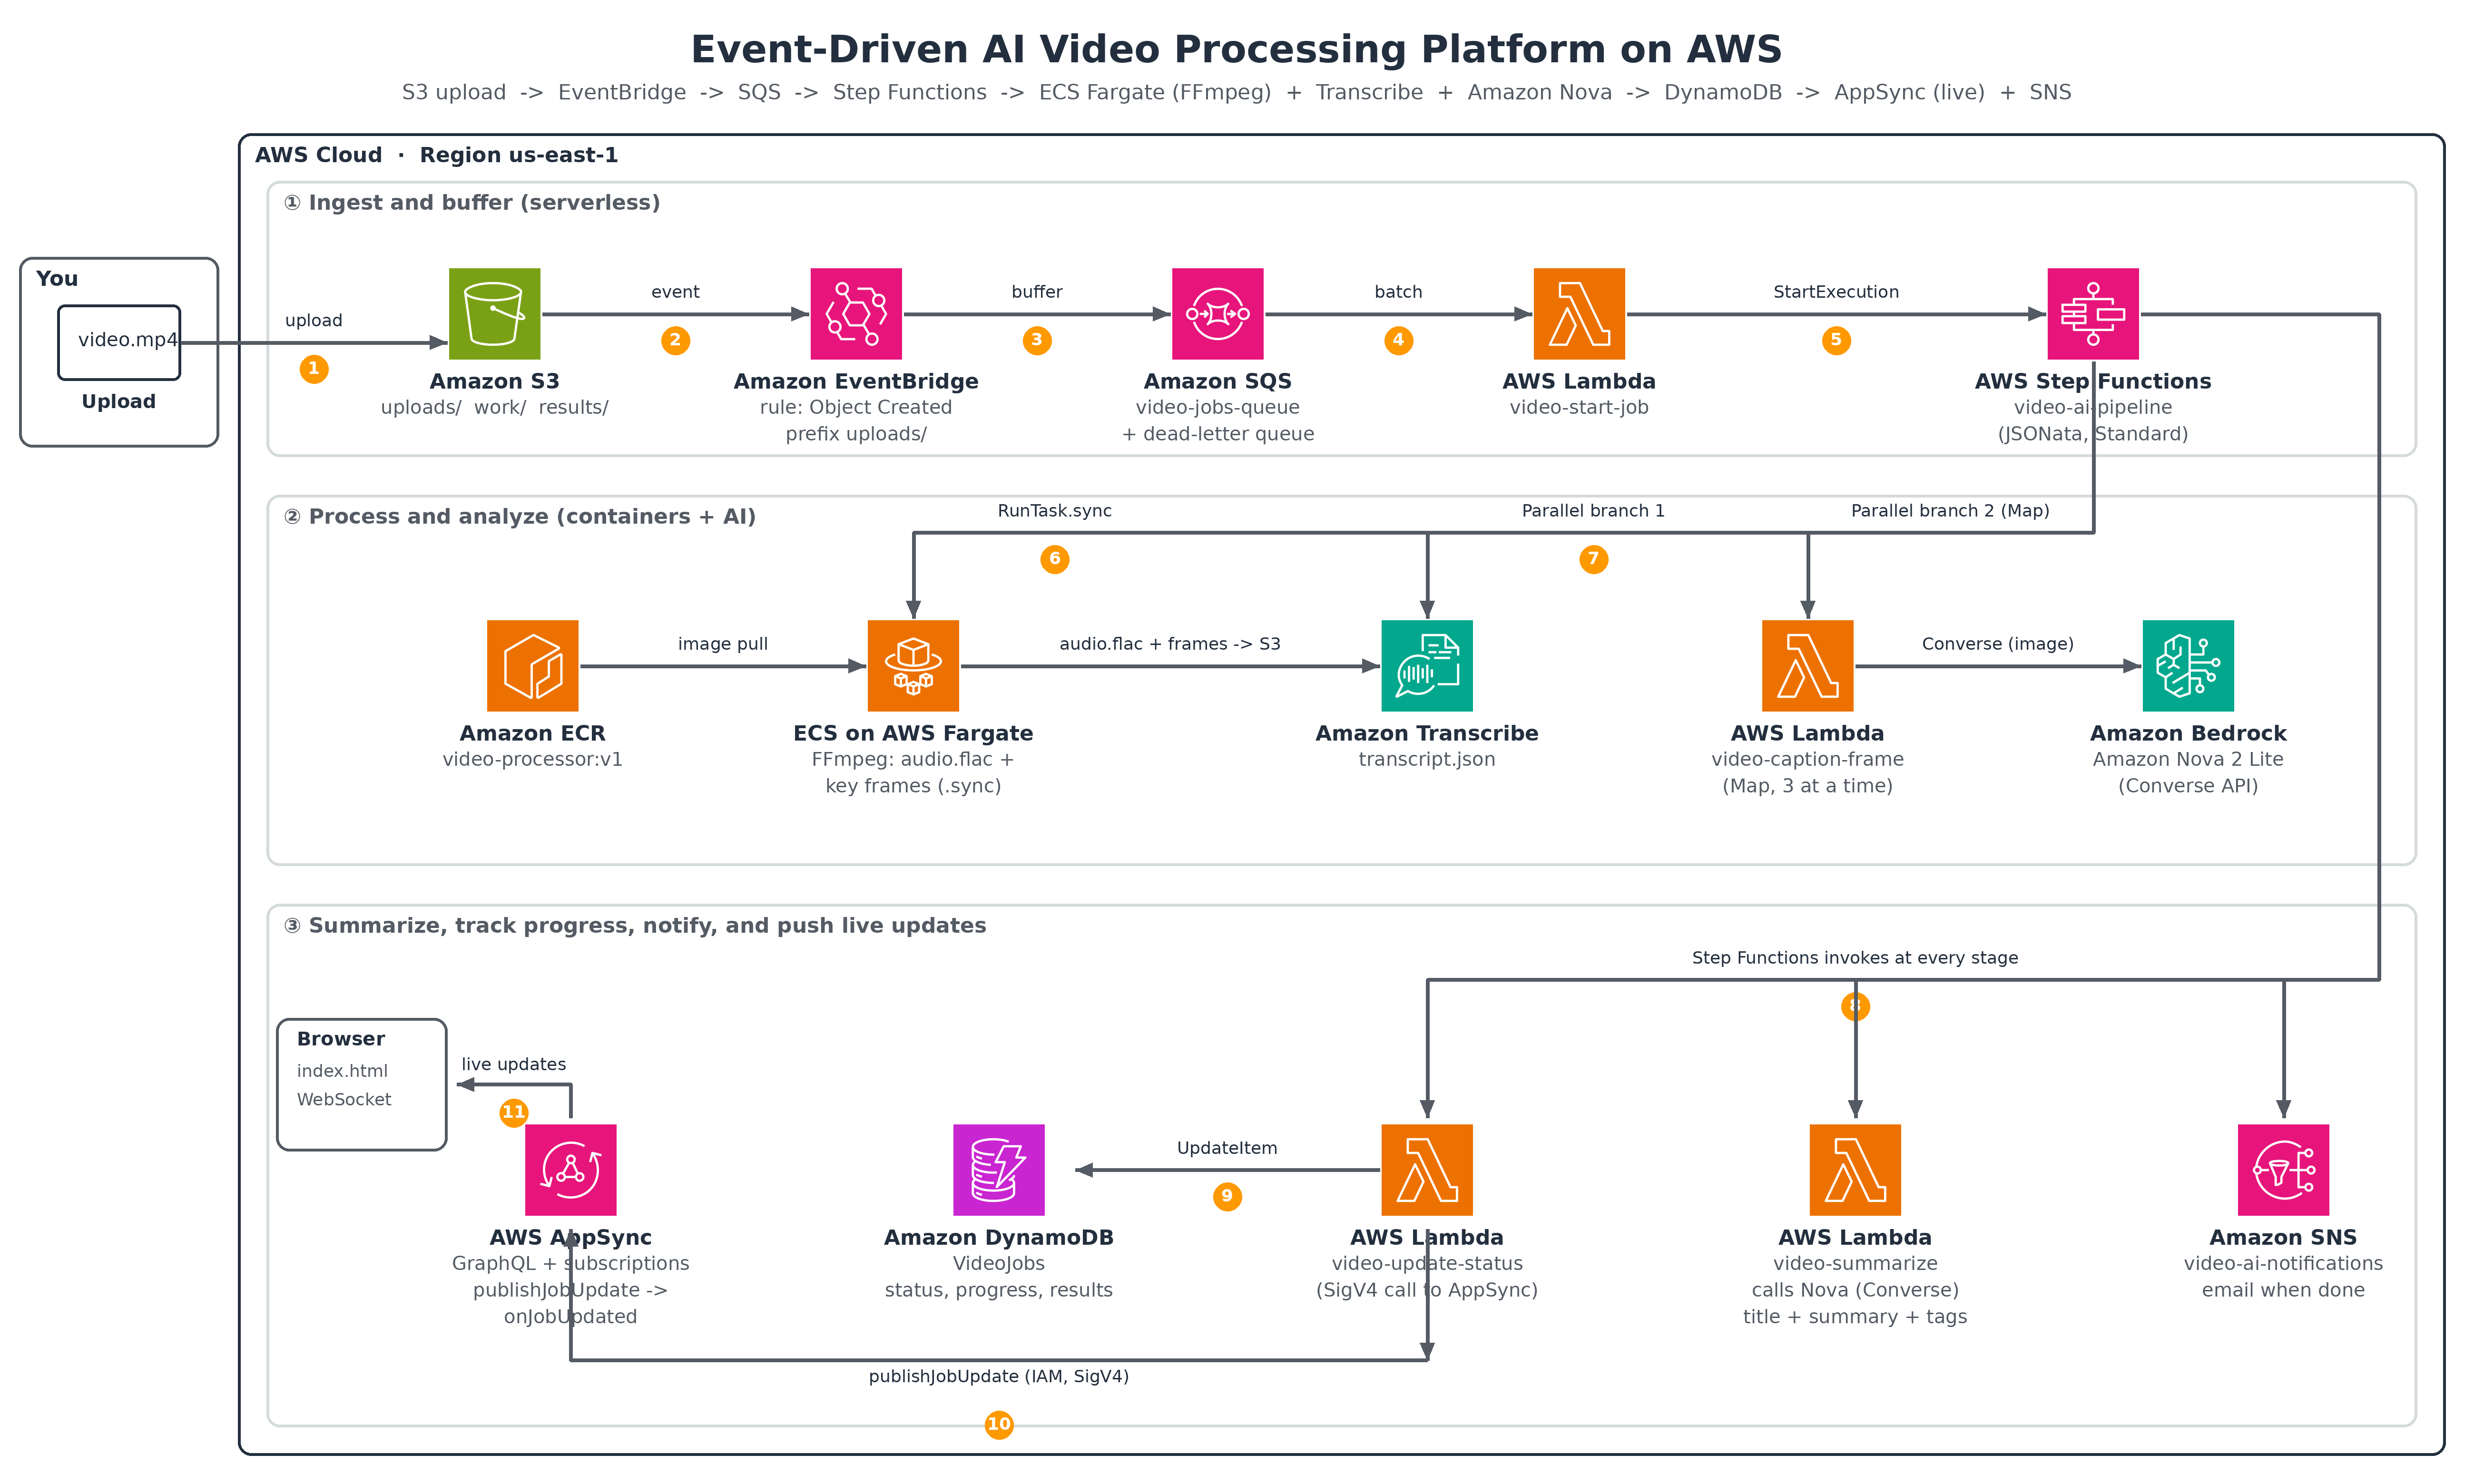 Event-Driven AI Video Processing Platform on AWS
S3 upload -> EventBridge -> SQS -> Step Functions -> ECS Fargate (FFmpeg) + Transcribe + Amazon Nova -> DynamoDB -> AppSync (live) + SNS
AWS Cloud · Region us-east-1
① Ingest and buffer (serverless)
You
video.mp4
Upload
upload
1
event
2
buffer
3
batch
4
StartExecution
5
Amazon S3
uploads/ work/ results/
Amazon EventBridge
rule: Object Created
prefix uploads/
Amazon SQS
video-jobs-queue
+ dead-letter queue
AWS Lambda
video-start-job
AWS Step Functions
video-ai-pipeline
(JSONata, Standard)
② Process and analyze (containers + AI)
RunTask.sync
6
Parallel branch 1
7
Parallel branch 2 (Map)
image pull
audio.flac + frames -> S3
Converse (image)
Amazon ECR
video-processor:v1
ECS on AWS Fargate
FFmpeg: audio.flac +
key frames (.sync)
Amazon Transcribe
transcript.json
AWS Lambda
video-caption-frame
(Map, 3 at a time)
Amazon Bedrock
Amazon Nova 2 Lite
(Converse API)
③ Summarize, track progress, notify, and push live updates
Step Functions invokes at every stage
8
Browser
index.html
WebSocket
live updates
11
UpdateItem
9
AWS AppSync
GraphQL + subscriptions
publishJobUpdate ->
onJobUpdated
Amazon DynamoDB
VideoJobs
status, progress, results
AWS Lambda
video-update-status
(SigV4 call to AppSync)
AWS Lambda
video-summarize
calls Nova (Converse)
title + summary + tags
Amazon SNS
video-ai-notifications
email when done
publishJobUpdate (IAM, SigV4)
10